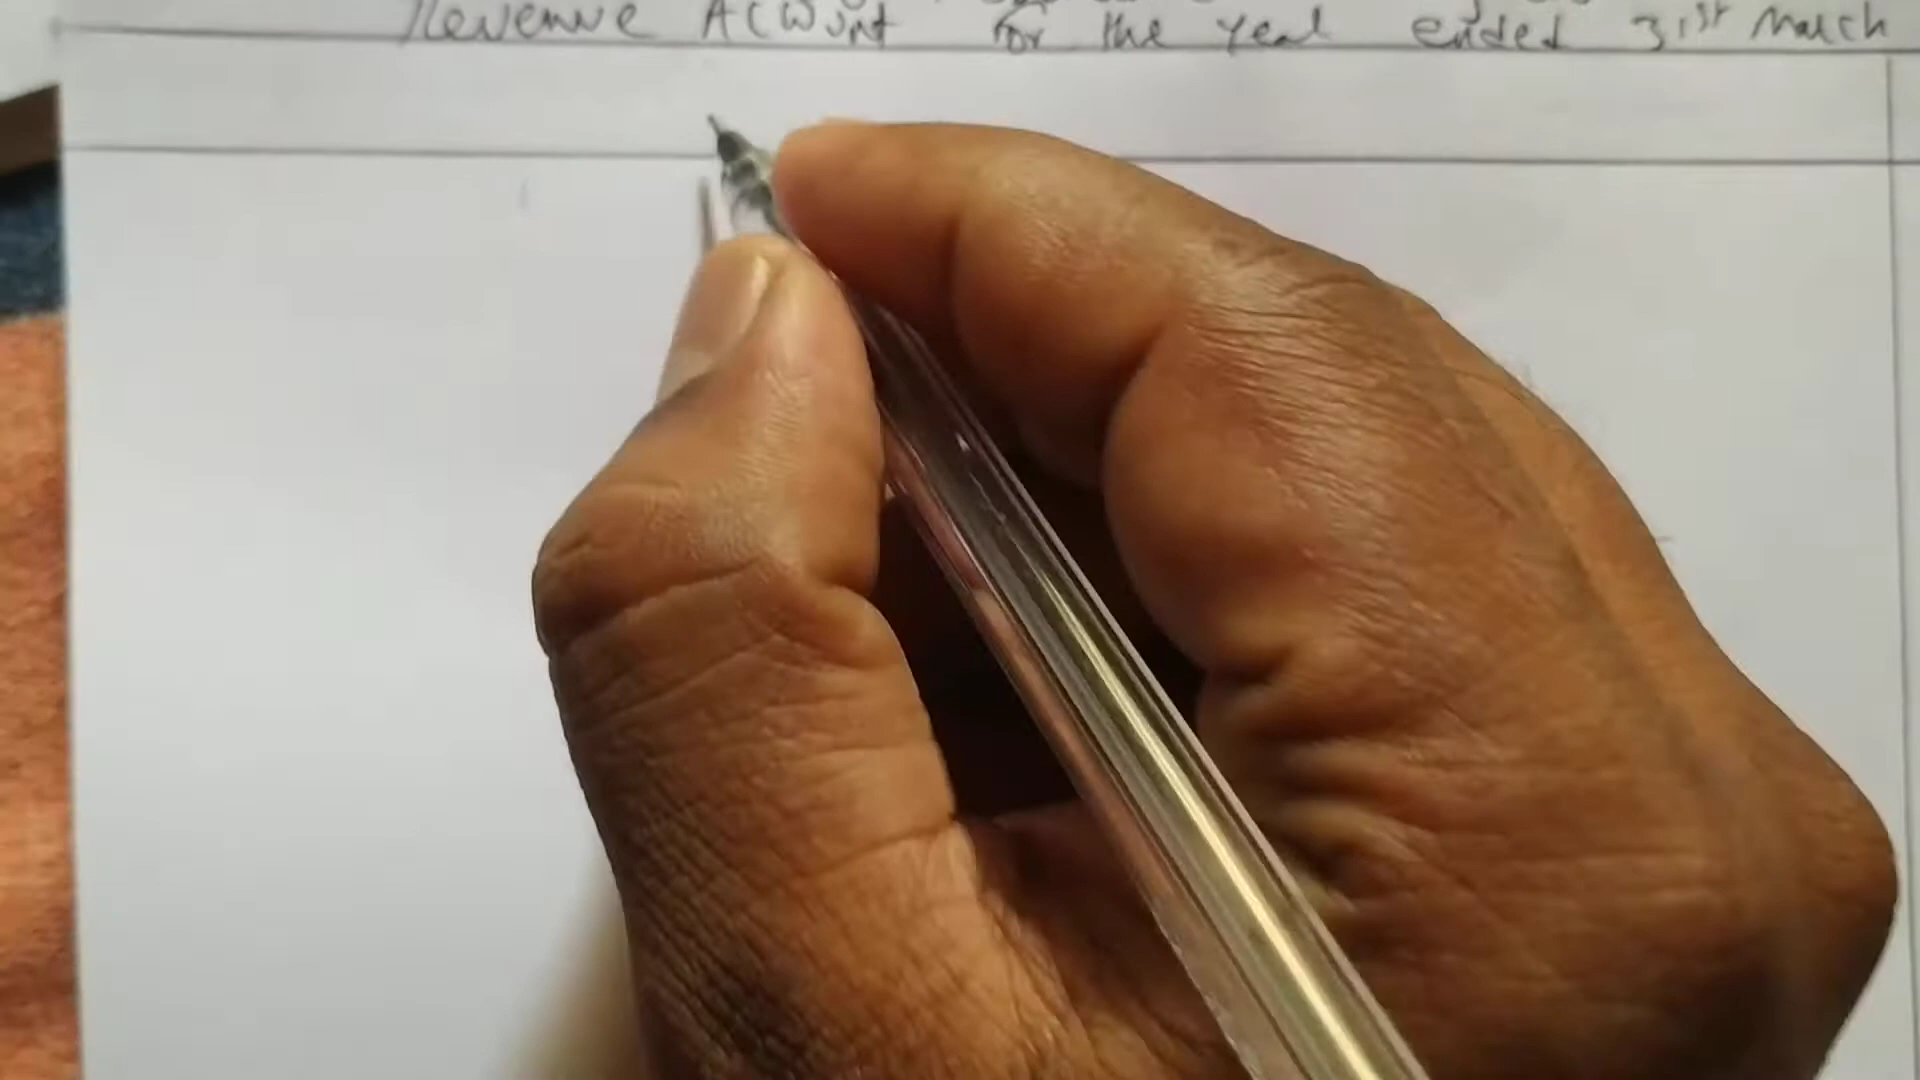 Revenue Account for the year ended 31st March